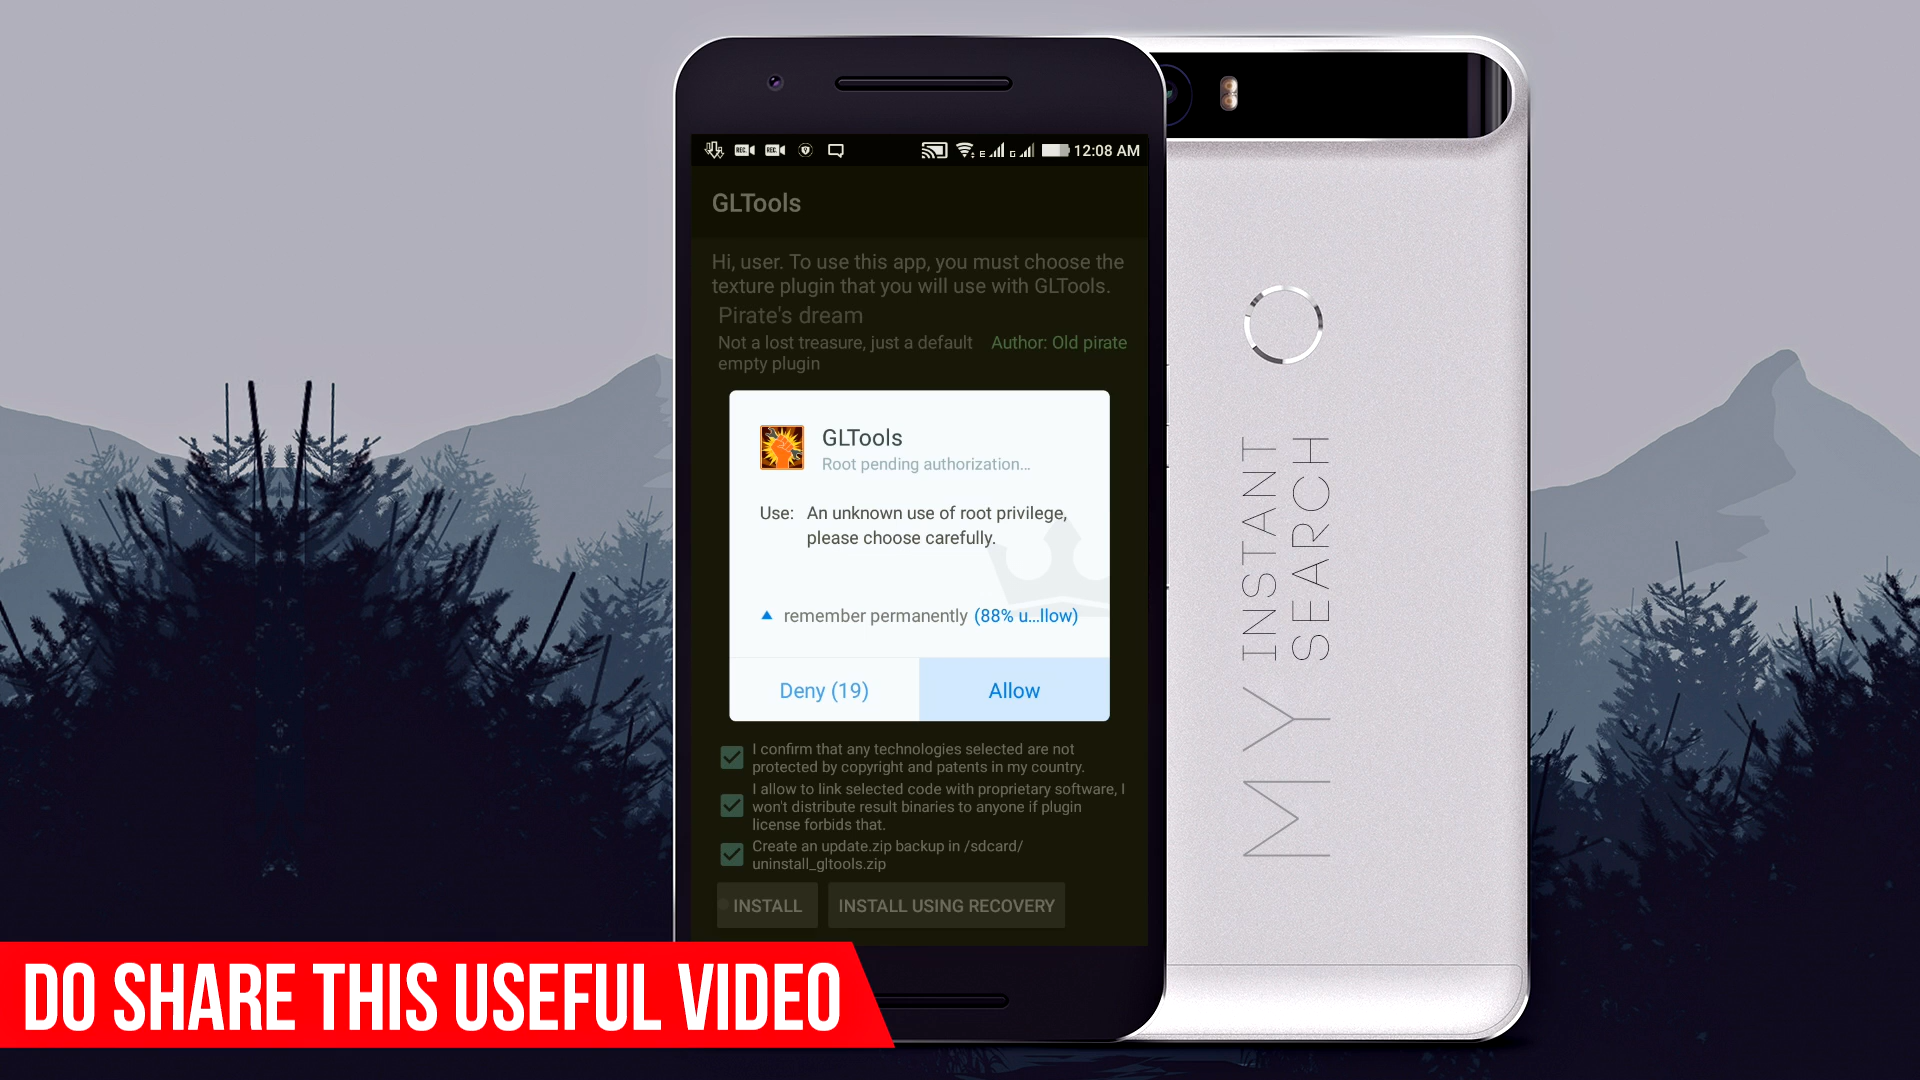 REC. REC. E G 12:08 AM
GLTools
Hi, user. To use this app, you must choose the
texture plugin that you will use with GLTools.
Pirate's dream
Not a lost treasure, just a default Author: Old pirate
empty plugin
GLTools
Root pending authorization...
Use: An unknown use of root privilege,
please choose carefully.
remember permanently (88% u...llow)
Deny (19) Allow
I confirm that any technologies selected are not
protected by copyright and patents in my country.
I allow to link selected code with proprietary software, I
won't distribute result binaries to anyone if plugin
license forbids that.
Create an update.zip backup in /sdcard/
uninstall_gltools.zip
INSTALL INSTALL USING RECOVERY
MY INSTANT
SEARCH
DO SHARE THIS USEFUL VIDEO